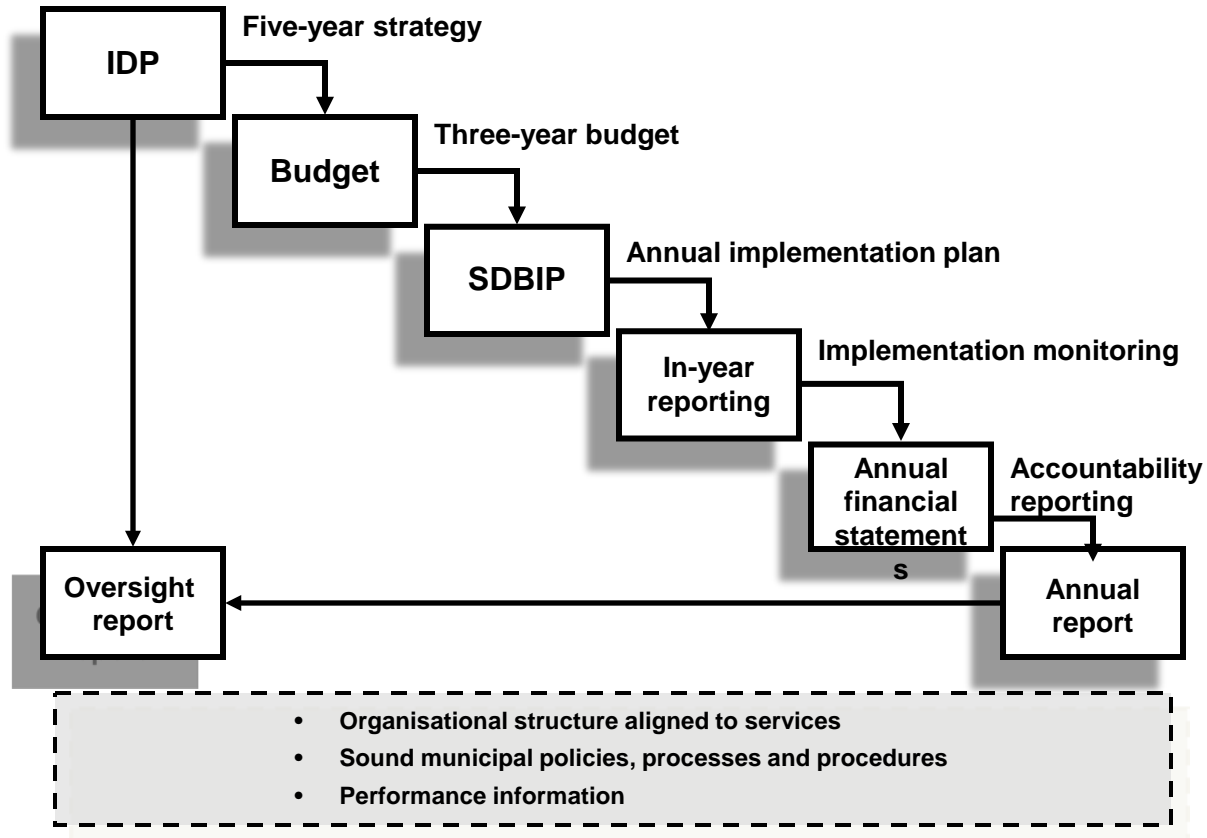 Five-year strategy
IDP
Three-year budget
Budget
Annual implementation plan
SDBIP
Implementation monitoring
In-year
reporting
Annual
financial
statement
s
Accountability
reporting
Oversight
report
Annual
report
• Organisational structure aligned to services
• Sound municipal policies, processes and procedures
• Performance information